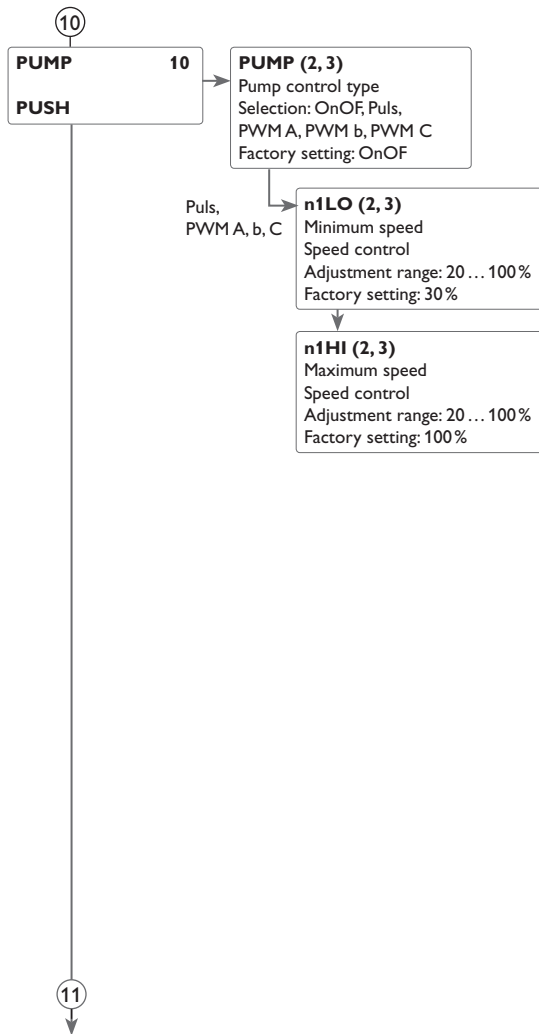 10
PUMP 10
PUSH
PUMP (2, 3)
Pump control type
Selection: OnOF, Puls,
PWM A, PWM b, PWM C
Factory setting: OnOF
Puls,
PWM A, b, C
n1LO (2, 3)
Minimum speed
Speed control
Adjustment range: 20 ... 100 %
Factory setting: 30 %
n1HI (2, 3)
Maximum speed
Speed control
Adjustment range: 20 ... 100 %
Factory setting: 100 %
11